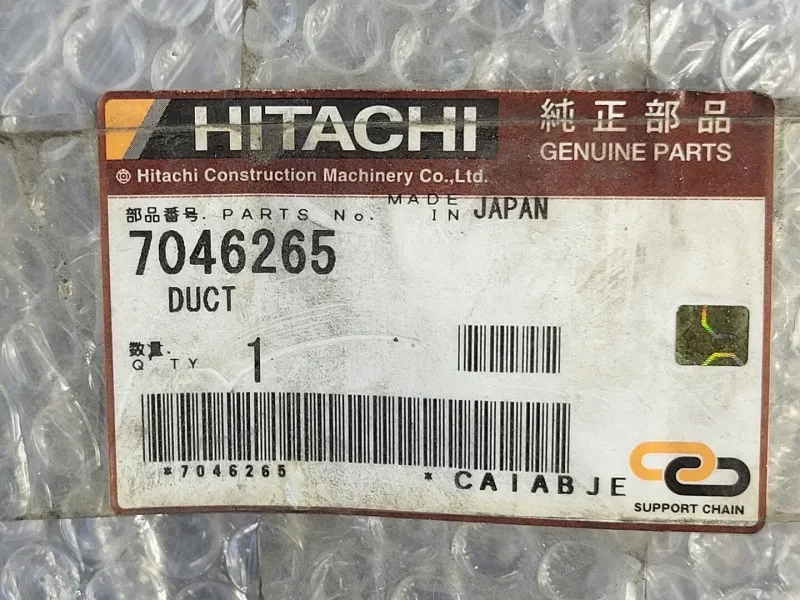 HITACHI 純正部品
GENUINE PARTS
Hitachi Construction Machinery Co.,Ltd.
部品番号. PARTS No. MADE IN JAPAN
7046265
DUCT
数量.
Q TY 1
*7046265 * CAIABJE
SUPPORT CHAIN